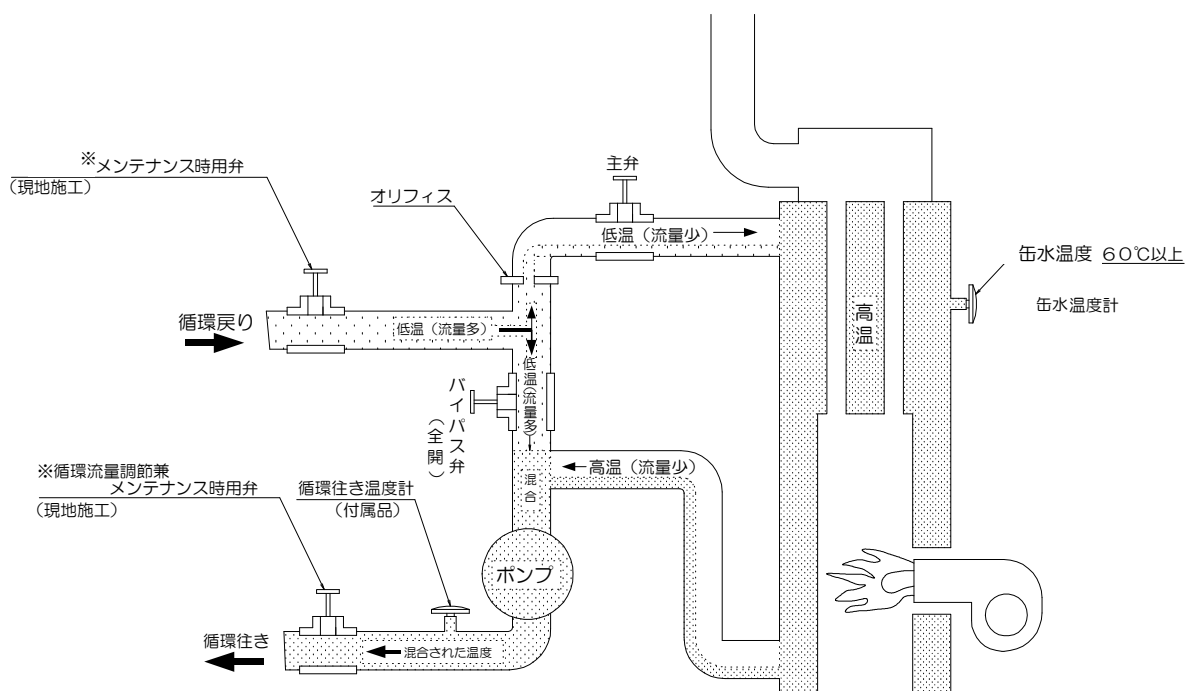 ※メンテナンス時用弁
(現地施工)
オリフィス
主弁
低温（流量少）
缶水温度 ６０℃以上
缶水温度計
高温
循環戻り
低温（流量多）
低温（流量多）
バイパス弁
（全開）
高温（流量少）
混合
※循環流量調節兼
メンテナンス時用弁
(現地施工)
循環往き温度計
（付属品）
ポンプ
循環往き
混合された温度